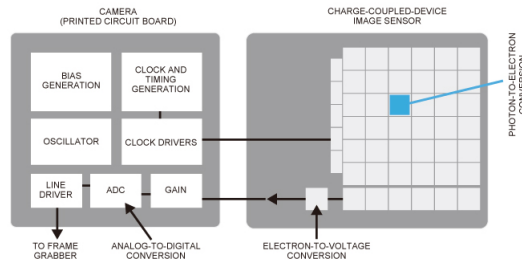 CAMERA
(PRINTED CIRCUIT BOARD)
CHARGE-COUPLED-DEVICE
IMAGE SENSOR
BIAS
GENERATION
CLOCK AND
TIMING
GENERATION
OSCILLATOR
CLOCK DRIVERS
LINE
DRIVER
ADC
GAIN
PHOTON-TO-ELECTRON
CONVERSION
TO FRAME
GRABBER
ANALOG-TO-DIGITAL
CONVERSION
ELECTRON-TO-VOLTAGE
CONVERSION